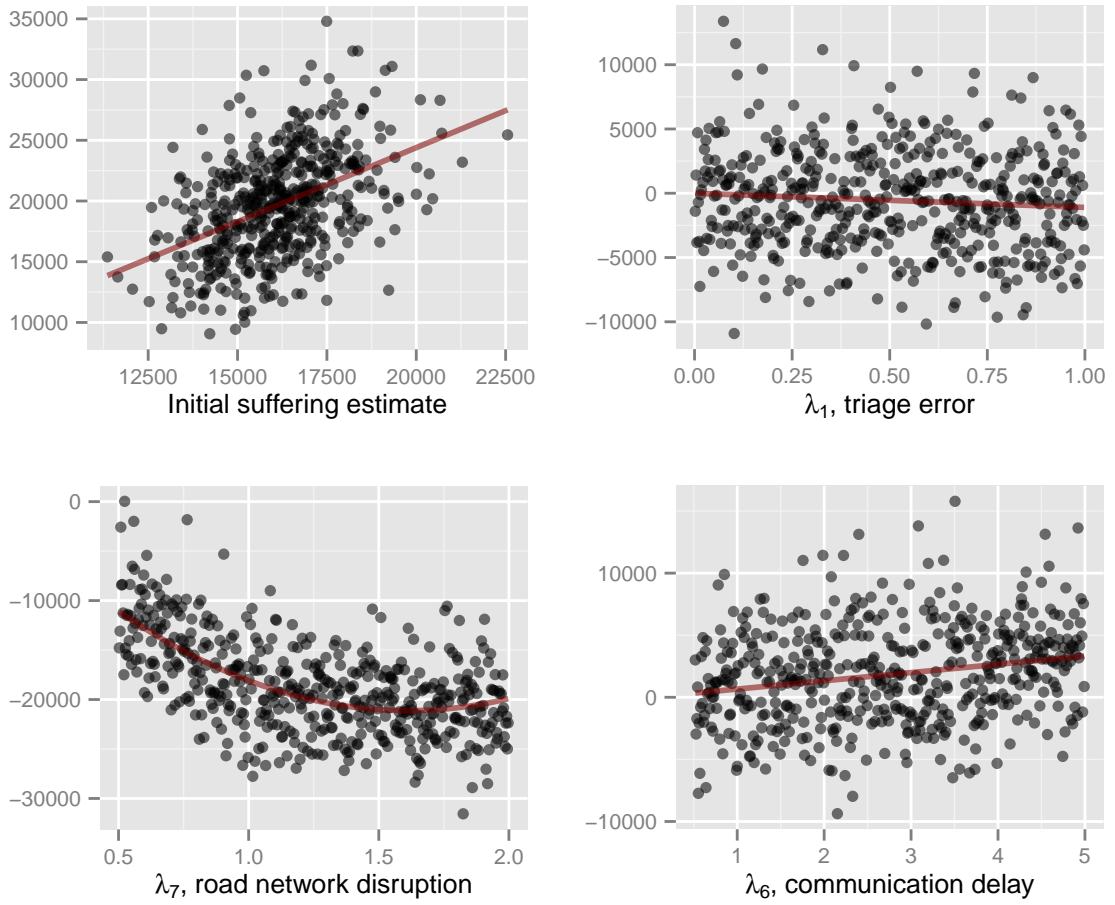 35000
30000
25000
20000
15000
10000
12500 15000 17500 20000 22500
Initial suffering estimate
10000
5000
0
−5000
−10000
0.00 0.25 0.50 0.75 1.00
λ1, triage error
0
−10000
−20000
−30000
0.5 1.0 1.5 2.0
λ7, road network disruption
10000
0
−10000
1 2 3 4 5
λ6, communication delay